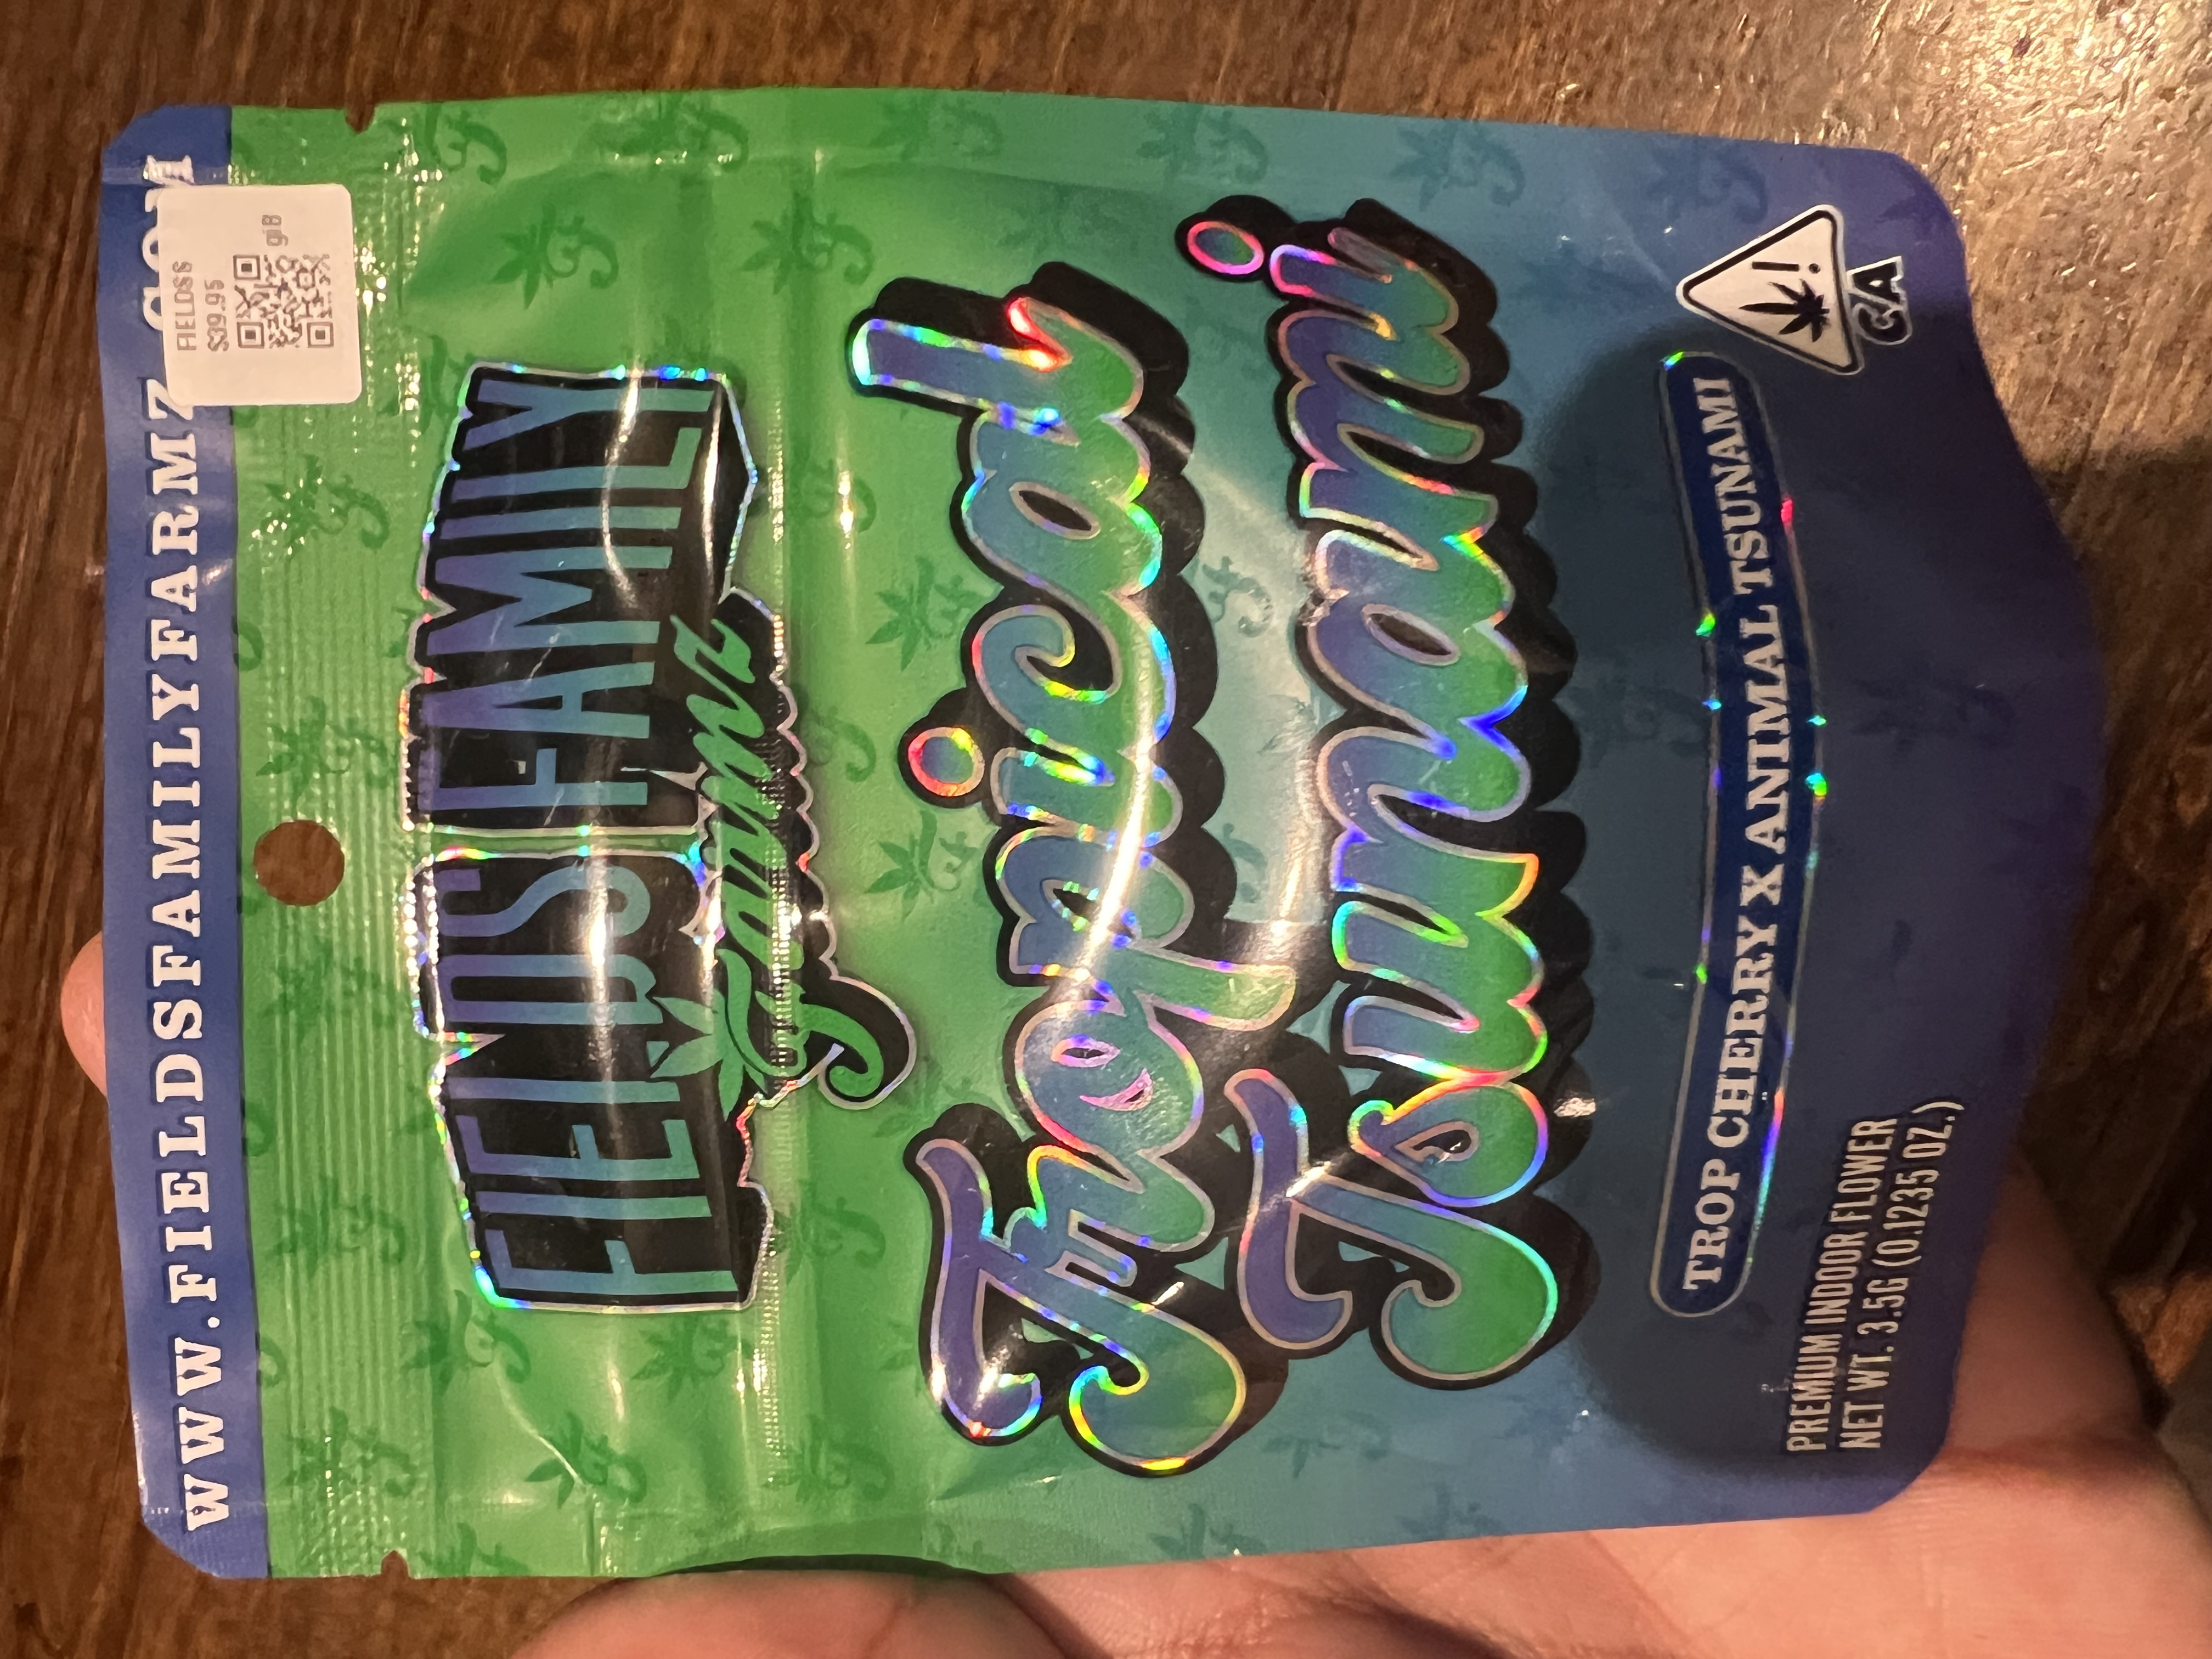 WWW.FIELDSFAMILYFARMZ.COM
FIELDS $
$39.95
FIELDS FAMILY
Farmz
Tropical
Tsunami
TROP CHERRY X ANIMAL TSUNAMI
PREMIUM INDOOR FLOWER
NET WT. 3.5G (0.1235 OZ.)
!
CA